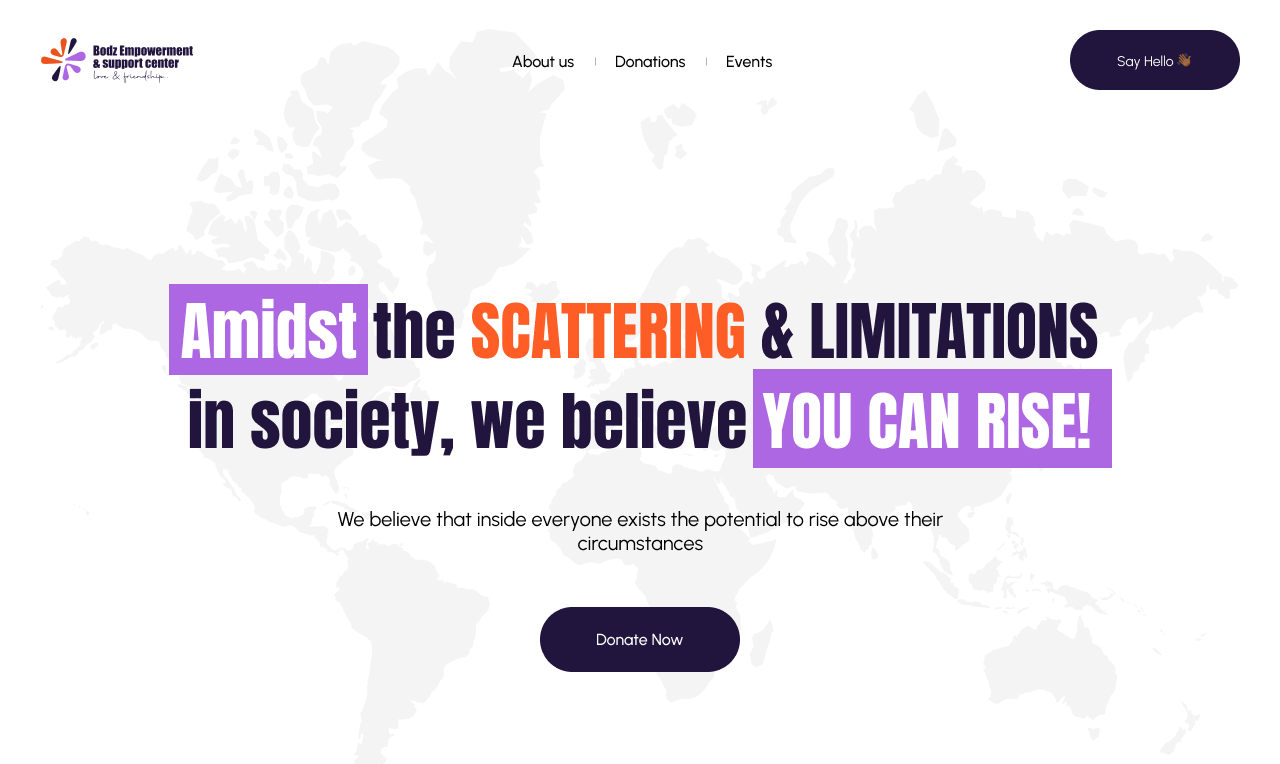 Bodz Empowerment
& support center
love & friendship.
About us
Donations
Events
Say Hello 👋🏾
Amidst the SCATTERING & LIMITATIONS
in society, we believe YOU CAN RISE!
We believe that inside everyone exists the potential to rise above their
circumstances
Donate Now